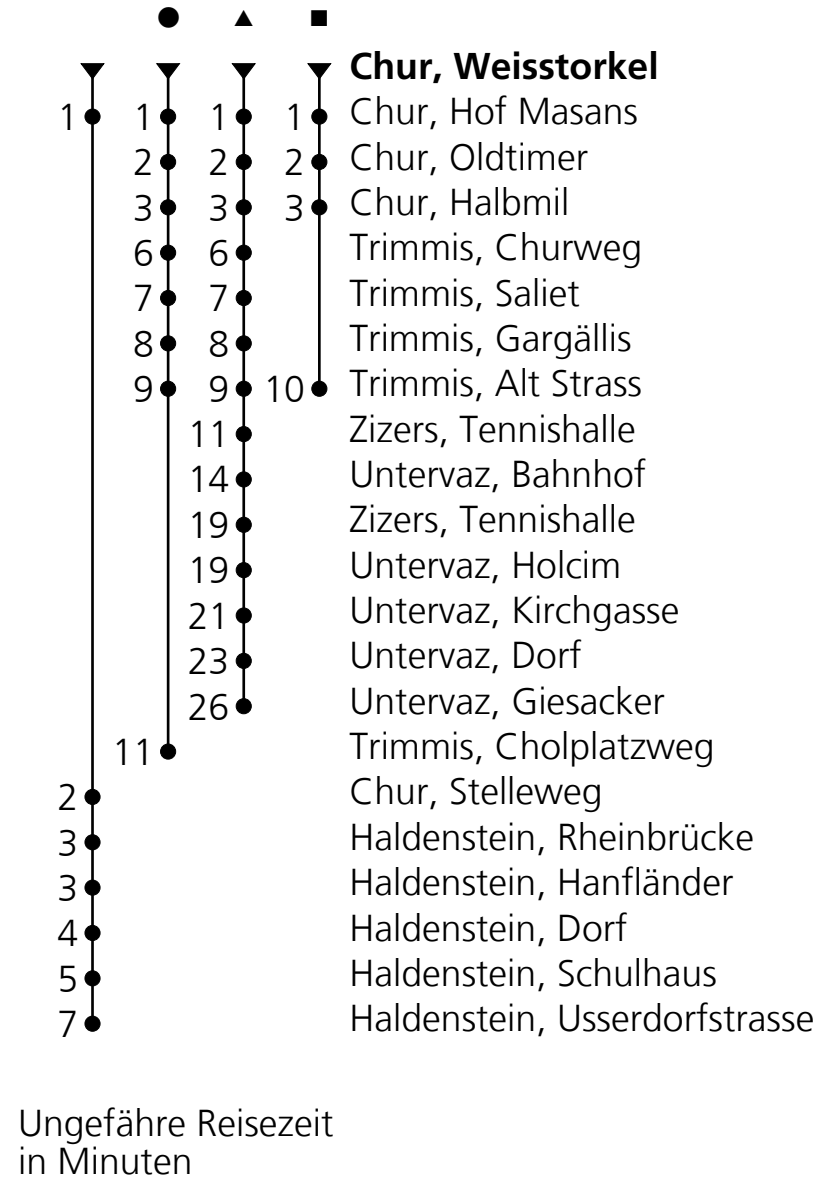 Chur, Weisstorkel
1 1 1 1 Chur, Hof Masans
2 2 2 Chur, Oldtimer
3 3 3 Chur, Halbmil
6 6 Trimmis, Churweg
7 7 Trimmis, Saliet
8 8 Trimmis, Gargällis
9 9 10 Trimmis, Alt Strass
11 Zizers, Tennishalle
14 Untervaz, Bahnhof
19 Zizers, Tennishalle
19 Untervaz, Holcim
21 Untervaz, Kirchgasse
23 Untervaz, Dorf
26 Untervaz, Giesacker
11 Trimmis, Cholplatzweg
2 Chur, Stelleweg
3 Haldenstein, Rheinbrücke
3 Haldenstein, Hanfländer
4 Haldenstein, Dorf
5 Haldenstein, Schulhaus
7 Haldenstein, Usserdorfstrasse
Ungefähre Reisezeit
in Minuten